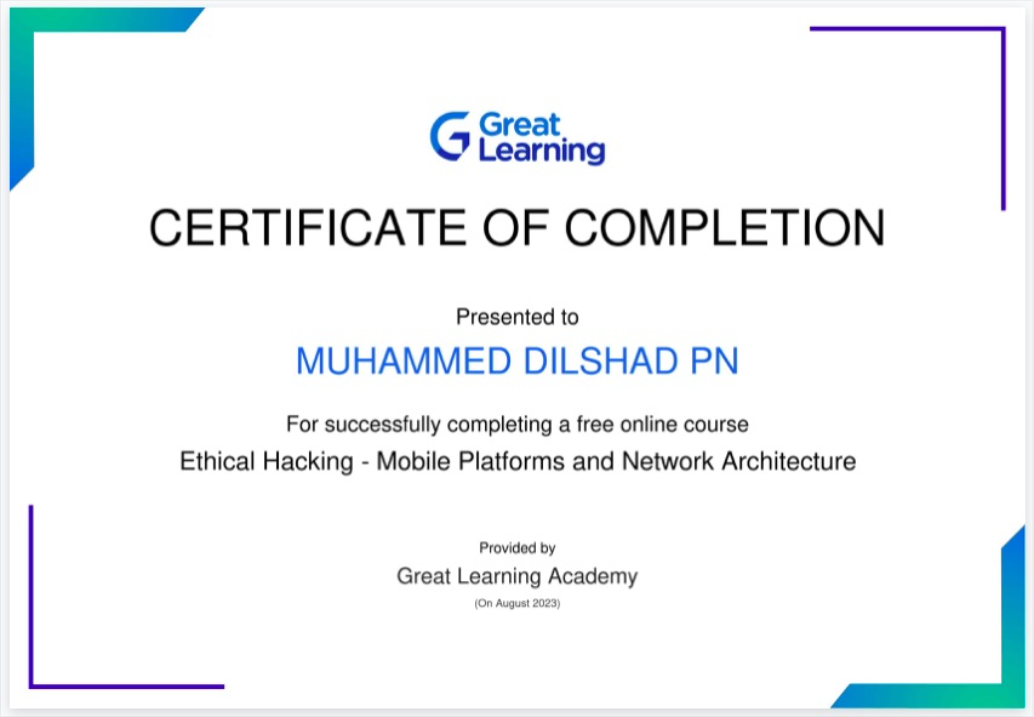 Great
Learning
CERTIFICATE OF COMPLETION
Presented to
MUHAMMED DILSHAD PN
For successfully completing a free online course
Ethical Hacking - Mobile Platforms and Network Architecture
Provided by
Great Learning Academy
(On August 2023)